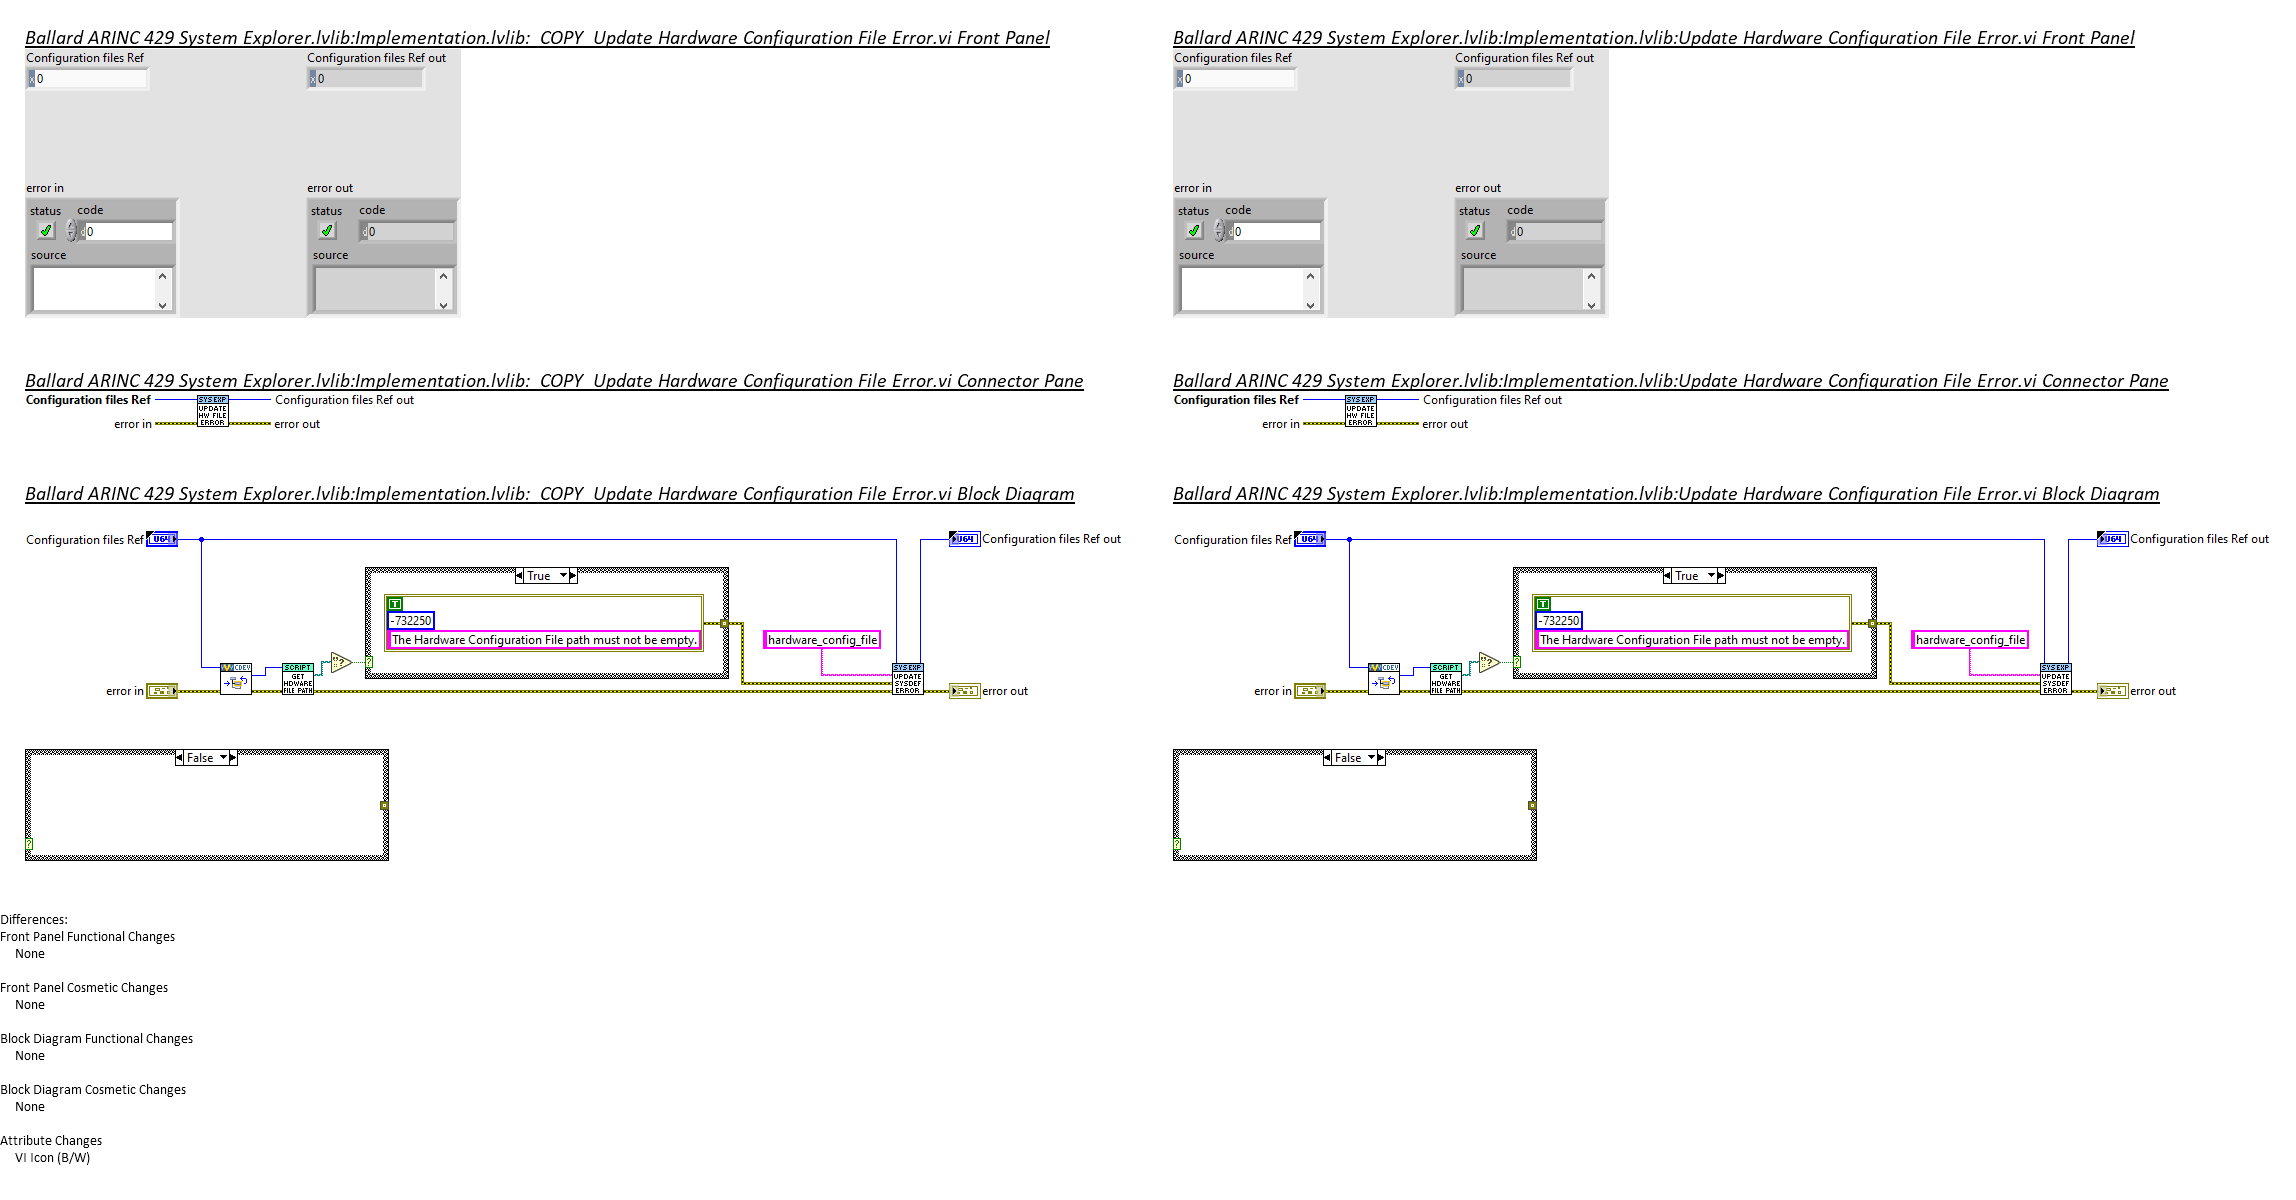 Ballard ARINC 429 System Explorer.lvlib:Implementation.lvlib:  COPY  Update Hardware Configuration File Error.vi Front Panel
Configuration files Ref
Configuration files Ref out
x 0
x 0
error in
error out
status
code
status
code
d 0
d 0
source
source
Ballard ARINC 429 System Explorer.lvlib:Implementation.lvlib:Update Hardware Configuration File Error.vi Front Panel
Configuration files Ref
Configuration files Ref out
x 0
x 0
error in
error out
status
code
status
code
d 0
d 0
source
source
Ballard ARINC 429 System Explorer.lvlib:Implementation.lvlib:  COPY  Update Hardware Configuration File Error.vi Connector Pane
Configuration files Ref
SYS EXP
UPDATE
HW FILE
ERROR
Configuration files Ref out
error in
error out
Ballard ARINC 429 System Explorer.lvlib:Implementation.lvlib:Update Hardware Configuration File Error.vi Connector Pane
Configuration files Ref
SYS EXP
UPDATE
HW FILE
ERROR
Configuration files Ref out
error in
error out
Ballard ARINC 429 System Explorer.lvlib:Implementation.lvlib:  COPY  Update Hardware Configuration File Error.vi Block Diagram
Configuration files Ref
U64
U64
Configuration files Ref out
True
T
-732250
The Hardware Configuration File path must not be empty.
hardware_config_file
?
?
CDEV
SCRIPT
GET
HDWARE
FILE PATH
SYS EXP
UPDATE
SYSDEF
ERROR
error in
error out
False
?
Ballard ARINC 429 System Explorer.lvlib:Implementation.lvlib:Update Hardware Configuration File Error.vi Block Diagram
Configuration files Ref
U64
U64
Configuration files Ref out
True
T
-732250
The Hardware Configuration File path must not be empty.
hardware_config_file
?
?
CDEV
SCRIPT
GET
HDWARE
FILE PATH
SYS EXP
UPDATE
SYSDEF
ERROR
error in
error out
False
?
Differences:
Front Panel Functional Changes
None
Front Panel Cosmetic Changes
None
Block Diagram Functional Changes
None
Block Diagram Cosmetic Changes
None
Attribute Changes
VI Icon (B/W)